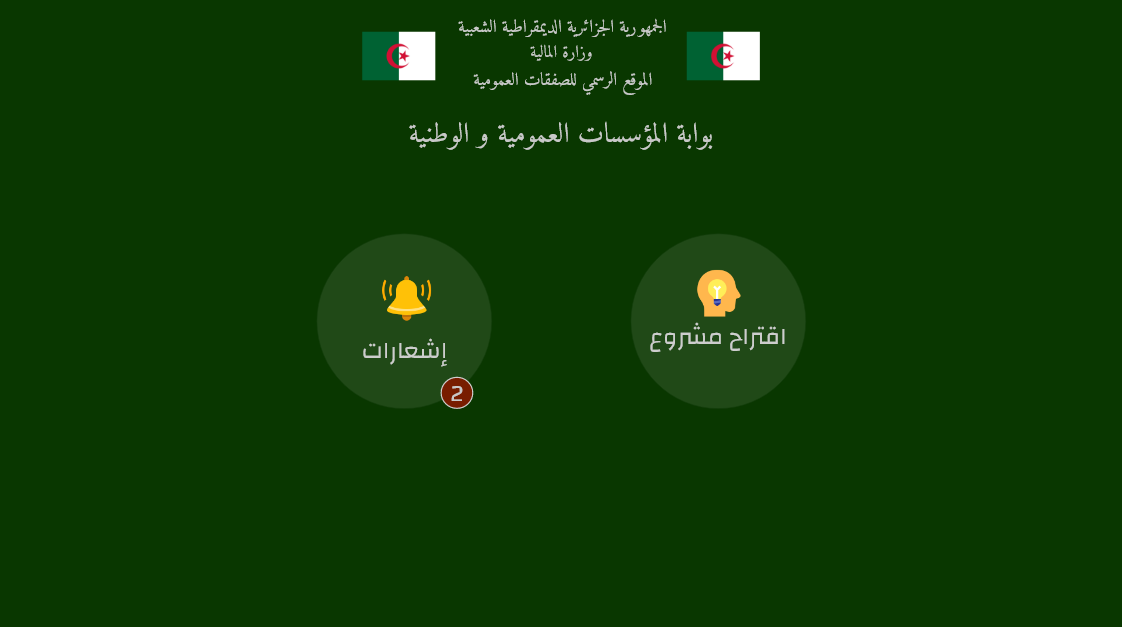 الجمهورية الجزائرية الديمقراطية الشعبية
وزارة المالية
الموقع الرسمي للصفقات العمومية
بوابة المؤسسات العمومية و الوطنية
اقتراح مشروع
إشعارات
2